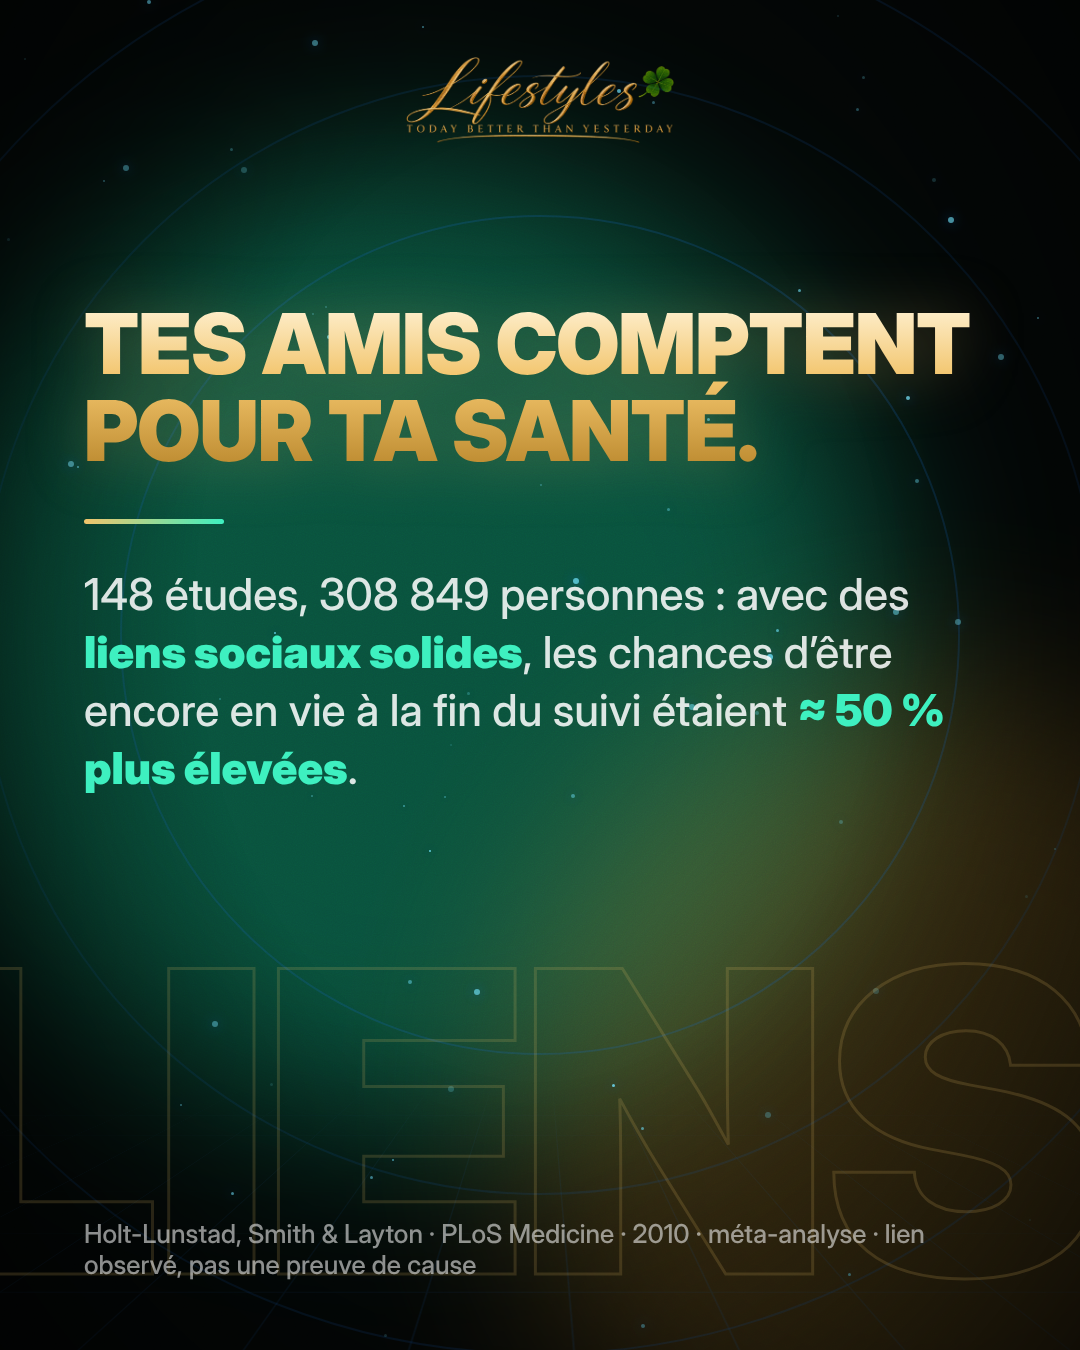 Lifestyles
TODAY BETTER THAN YESTERDAY
TES AMIS COMPTENT
POUR TA SANTÉ.
148 études, 308 849 personnes : avec des
liens sociaux solides, les chances d’être
encore en vie à la fin du suivi étaient ≈ 50 %
plus élevées.
LIENS
Holt-Lunstad, Smith & Layton · PLoS Medicine · 2010 · méta-analyse · lien
observé, pas une preuve de cause